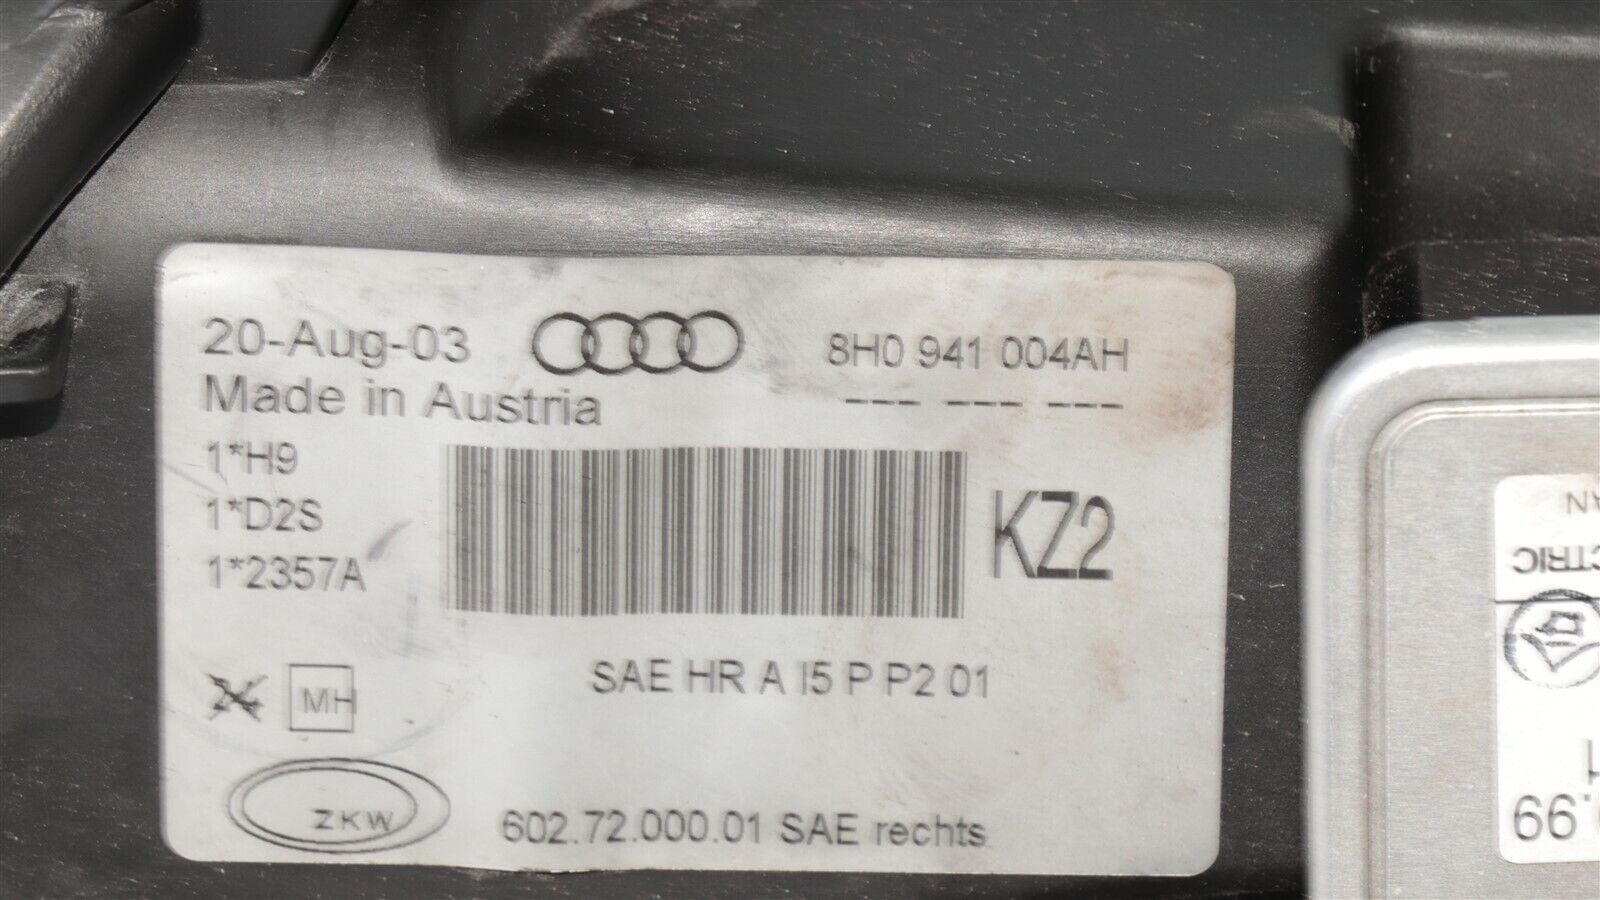 20-Aug-03
8H0 941 004AH
Made in Austria
--- --- ---
1*H9
1*D2S
1*2357A
KZ2
SAE HR A I5 P P2 01
MH
ZKW
602.72.000.01 SAE rechts